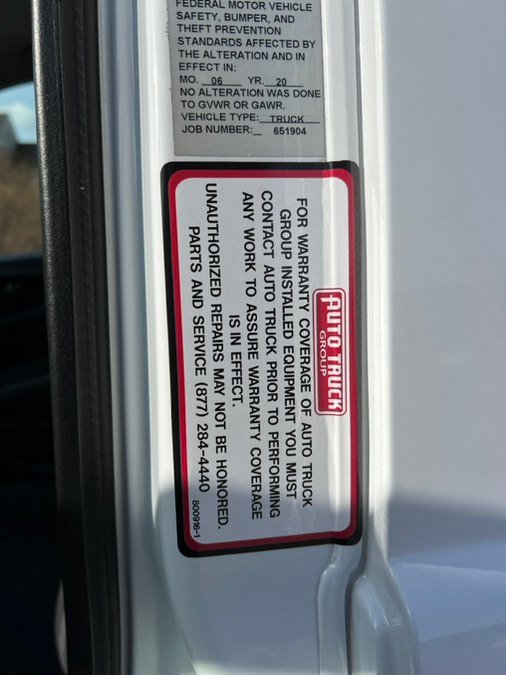 FEDERAL MOTOR VEHICLE
SAFETY, BUMPER, AND
THEFT PREVENTION
STANDARDS AFFECTED BY
THE ALTERATION AND IN
EFFECT IN:
MO. 06 YR. 20
NO ALTERATION WAS DONE
TO GVWR OR GAWR.
VEHICLE TYPE: TRUCK
JOB NUMBER: 651904
AUTO TRUCK
GROUP
FOR WARRANTY COVERAGE OF AUTO TRUCK
GROUP INSTALLED EQUIPMENT YOU MUST
CONTACT AUTO TRUCK PRIOR TO PERFORMING
ANY WORK TO ASSURE WARRANTY COVERAGE
IS IN EFFECT.
UNAUTHORIZED REPAIRS MAY NOT BE HONORED.
PARTS AND SERVICE (877) 284-4440
800916-1